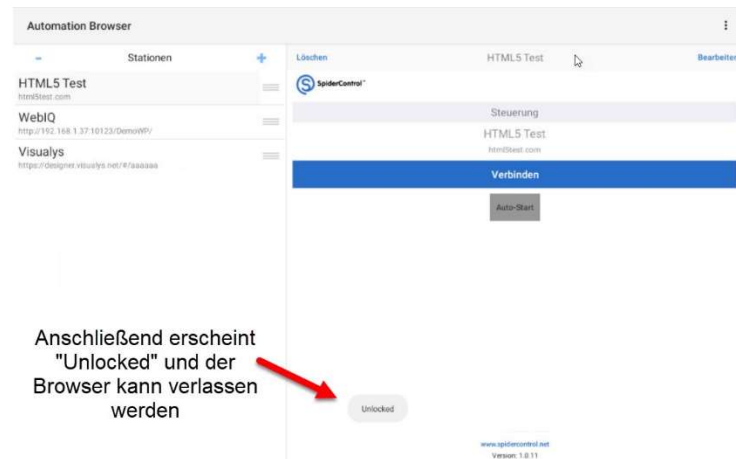 Automation Browser
- Stationen +
HTML5 Test
html5test.com
WebIQ
http://192.168.1.37:10123/DemoWP/
Visualys
https://designer.visualys.net/#/aaaaaa
Löschen HTML5 Test Bearbeiten
SpiderControl™
Steuerung
HTML5 Test
html5test.com
Verbinden
Auto-Start
Anschließend erscheint
"Unlocked" und der
Browser kann verlassen
werden
Unlocked
www.spidercontrol.net
Version: 1.0.11